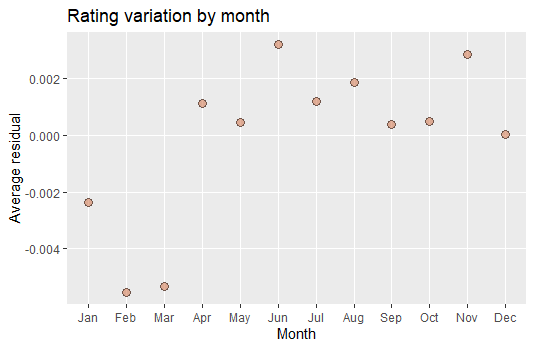 Rating variation by month
Average residual
0.002
0.000
-0.002
-0.004
Jan Feb Mar Apr May Jun Jul Aug Sep Oct Nov Dec
Month